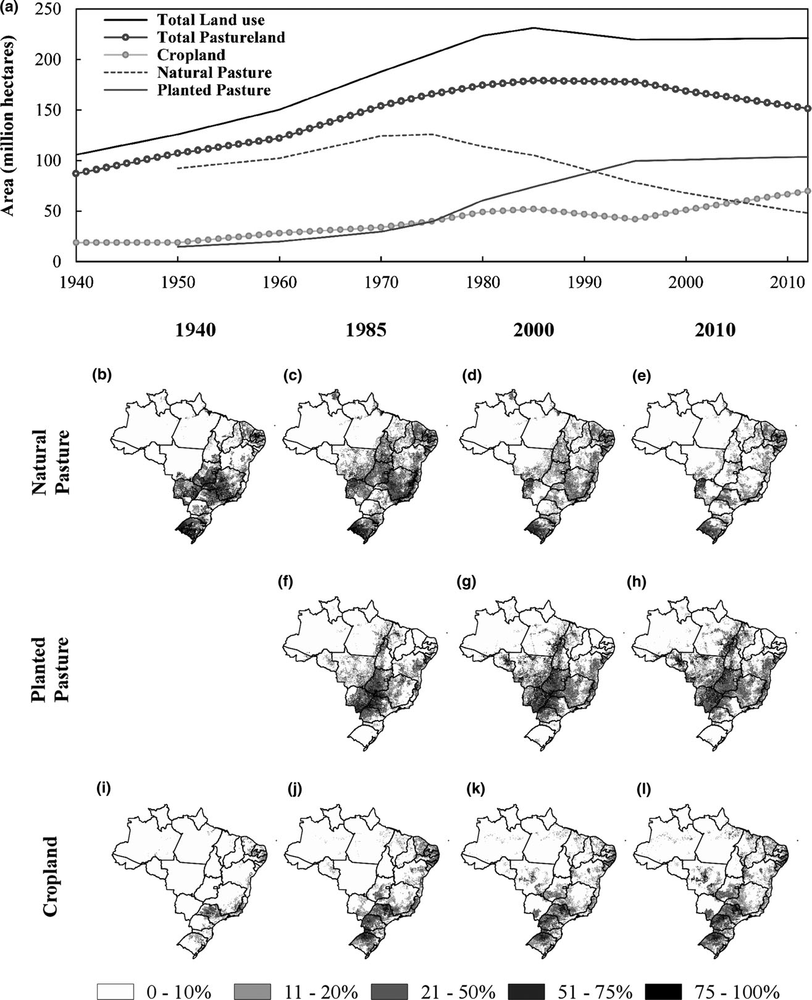 (a)
250
200
150
100
50
0
Area (million hectares)
Total Land use
Total Pastureland
Cropland
Natural Pasture
Planted Pasture
1940 1950 1960 1970 1980 1990 2000 2010
1940 1985 2000 2010
(b) (c) (d) (e)
Natural
Pasture
(f) (g) (h)
Planted
Pasture
(i) (j) (k) (l)
Cropland
0 - 10% 11 - 20% 21 - 50% 51 - 75% 75 - 100%